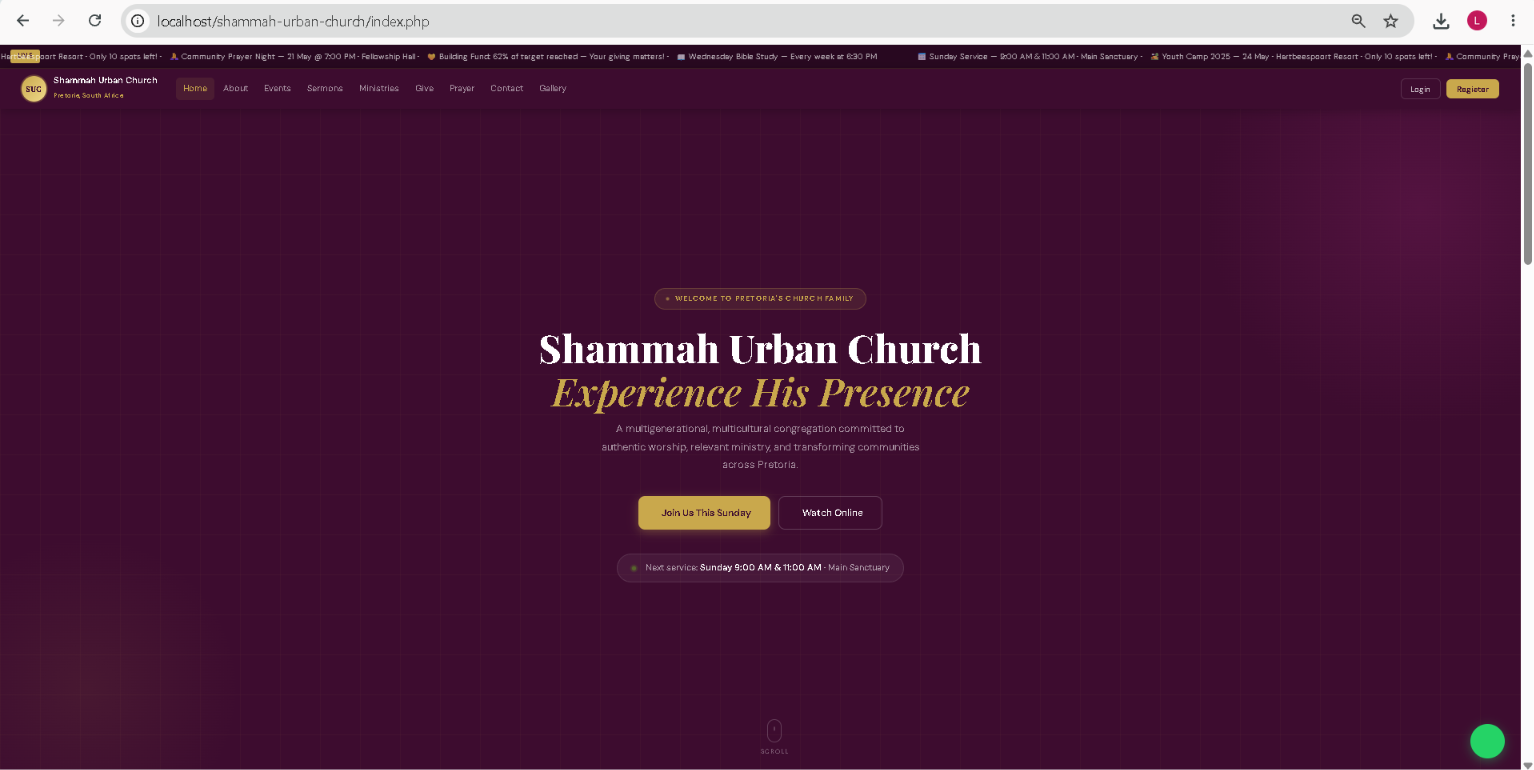 localhost/shammah-urban-church/index.php
L
Resort - Only 10 spots left! · Community Prayer Night — 21 May @ 7:00 PM · Fellowship Hall · Building Fund: 62% of target reached — Your giving matters! · Wednesday Bible Study — Every week at 6:30 PM Sunday Service — 9:00 AM & 11:00 AM · Main Sanctuary · Youth Camp 2025 — 24 May · Hartbeespoort Resort · Only 10 spots left! · Community Pray
SUC
Shammah Urban Church
Pretoria, South Africa
Home About Events Sermons Ministries Give Prayer Contact Gallery
Login Register
WELCOME TO PRETORIA'S CHURCH FAMILY
Shammah Urban Church
Experience His Presence
A multigenerational, multicultural congregation committed to
authentic worship, relevant ministry, and transforming communities
across Pretoria.
Join Us This Sunday Watch Online
Next service: Sunday 9:00 AM & 11:00 AM · Main Sanctuary
SCROLL